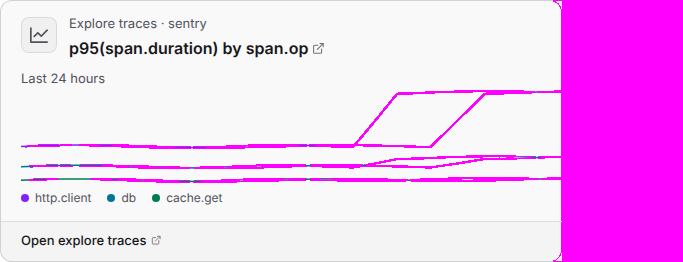 Explore traces · sentry
p95(span.duration) by span.op
Last 24 hours
http.client db cache.get
Open explore traces